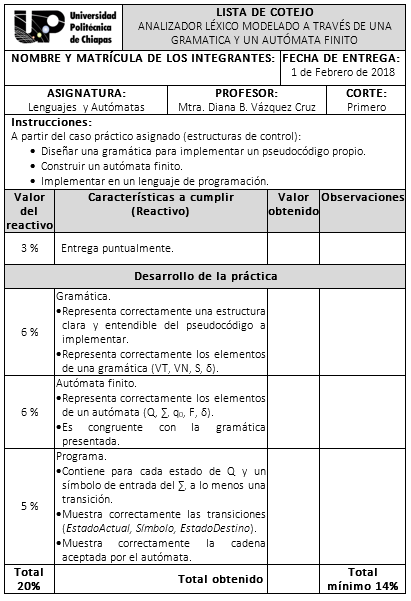 Universidad
Politécnica
de Chiapas
LISTA DE COTEJO
ANALIZADOR LÉXICO MODELADO A TRAVÉS DE UNA
GRAMATICA Y UN AUTÓMATA FINITO
NOMBRE Y MATRÍCULA DE LOS INTEGRANTES:
FECHA DE ENTREGA:
1 de Febrero de 2018
ASIGNATURA:
Lenguajes y Autómatas
PROFESOR:
Mtra. Diana B. Vázquez Cruz
CORTE:
Primero
Instrucciones:
A partir del caso práctico asignado (estructuras de control):
• Diseñar una gramática para implementar un pseudocódigo propio.
• Construir un autómata finito.
• Implementar en un lenguaje de programación.
Valor
del
reactivo
Características a cumplir
(Reactivo)
Valor
obtenido
Observaciones
3 %
Entrega puntualmente.
Desarrollo de la práctica
6 %
Gramática.
•Representa correctamente una estructura
clara y entendible del pseudocódigo a
implementar.
•Representa correctamente los elementos
de una gramática (VT, VN, S, δ).
6 %
Autómata finito.
•Representa correctamente los elementos
de un autómata (Q, ∑, q₀, F, δ).
•Es congruente con la gramática
presentada.
5 %
Programa.
•Contiene para cada estado de Q y un
símbolo de entrada del ∑, a lo menos una
transición.
•Muestra correctamente las transiciones
(EstadoActual, Símbolo, EstadoDestino).
•Muestra correctamente la cadena
aceptada por el autómata.
Total
20%
Total obtenido
Total
mínimo 14%